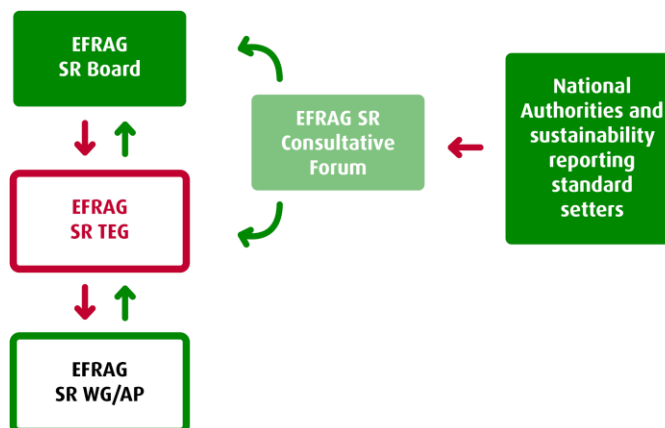 EFRAG
SR Board
EFRAG SR
Consultative
Forum
National
Authorities and
sustainability
reporting
standard
setters
EFRAG
SR TEG
EFRAG
SR WG/AP